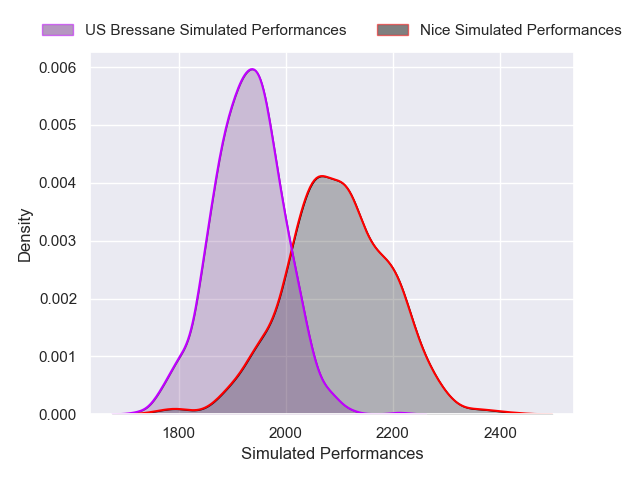 US Bressane Simulated Performances Nice Simulated Performances
0.006
0.005
0.004
0.003
0.002
0.001
0.000
Density
1800 2000 2200 2400
Simulated Performances